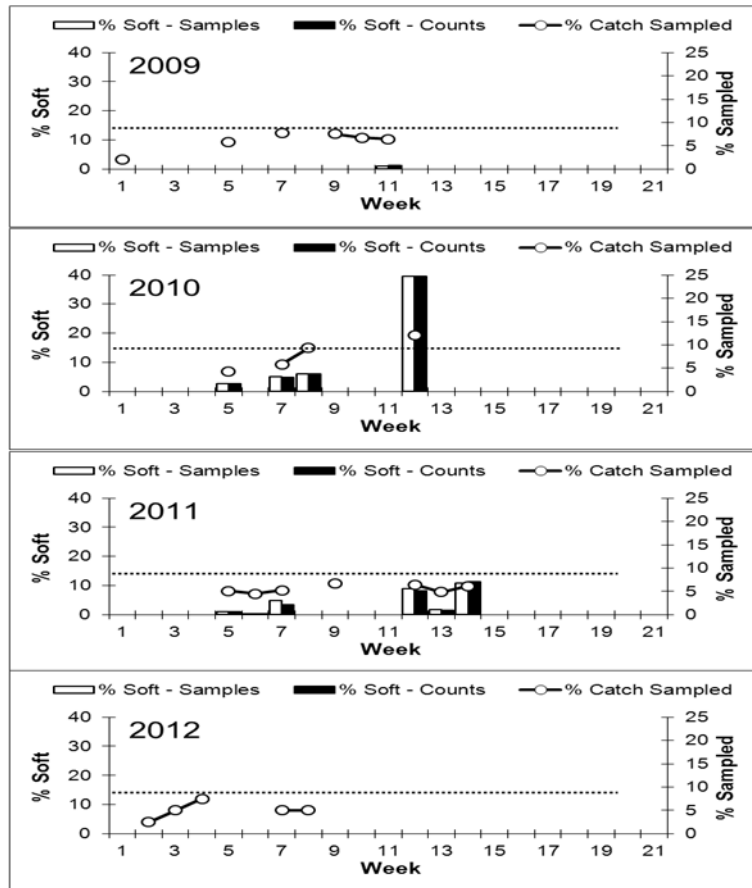 % Soft - Samples % Soft - Counts % Catch Sampled
40 25
30 2009 20
20 15
10 10
0 5
0
1 3 5 7 9 11 13 15 17 19 21
% Soft
Week
% Sampled
% Soft - Samples % Soft - Counts % Catch Sampled
40 25
30 2010 20
20 15
10 10
0 5
0
1 3 5 7 9 11 13 15 17 19 21
% Soft
Week
% Sampled
% Soft - Samples % Soft - Counts % Catch Sampled
40 25
30 2011 20
20 15
10 10
0 5
0
1 3 5 7 9 11 13 15 17 19 21
% Soft
Week
% Sampled
% Soft - Samples % Soft - Counts % Catch Sampled
40 25
30 2012 20
20 15
10 10
0 5
0
1 3 5 7 9 11 13 15 17 19 21
% Soft
Week
% Sampled